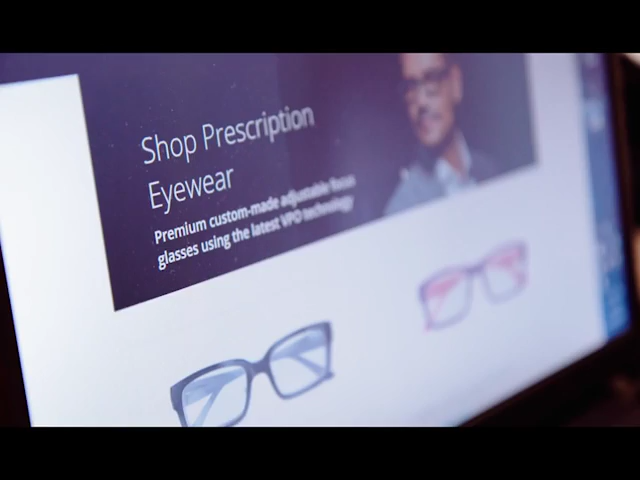 Shop Prescription
Eyewear
Premium custom-made adjustable focus
glasses using the latest VPO technology